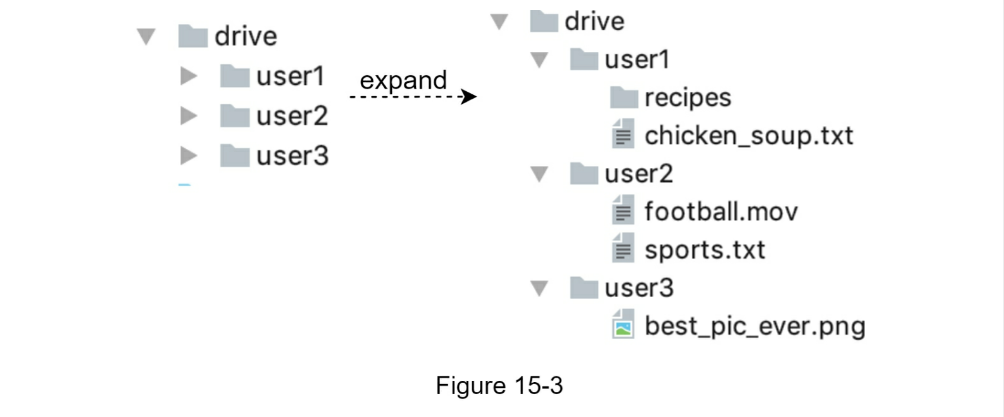 drive
user1
user2
user3
expand
drive
user1
recipes
chicken_soup.txt
user2
football.mov
sports.txt
user3
best_pic_ever.png
Figure 15-3